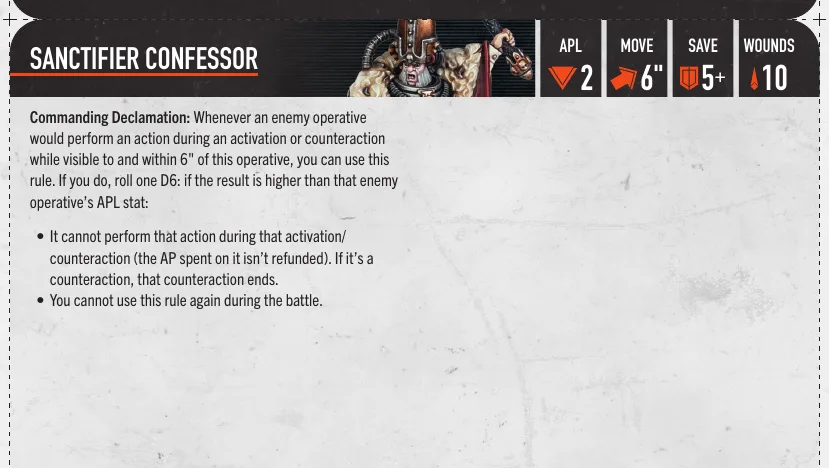 SANCTIFIER CONFESSOR
APL
2
MOVE
6"
SAVE
5+
WOUNDS
10
Commanding Declamation: Whenever an enemy operative
would perform an action during an activation or counteraction
while visible to and within 6" of this operative, you can use this
rule. If you do, roll one D6: if the result is higher than that enemy
operative's APL stat:
• It cannot perform that action during that activation/
counteraction (the AP spent on it isn't refunded). If it's a
counteraction, that counteraction ends.
• You cannot use this rule again during the battle.